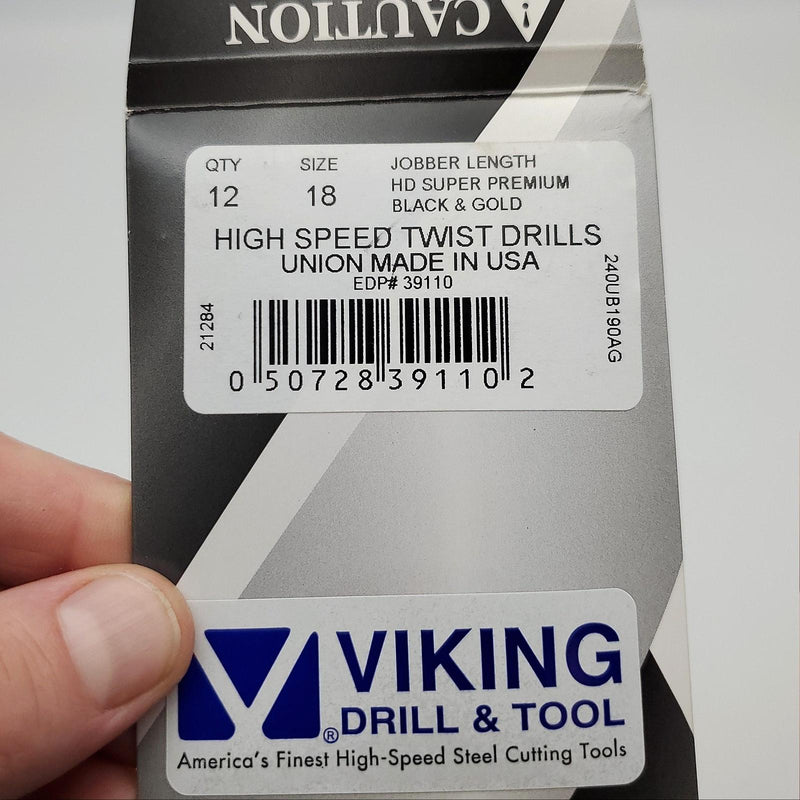 ⚠CAUTION
QTY SIZE JOBBER LENGTH
12 18 HD SUPER PREMIUM
BLACK & GOLD
HIGH SPEED TWIST DRILLS
UNION MADE IN USA
EDP# 39110
21284
240UB190AG
0 50728 39110 2
VIKING
® DRILL & TOOL
America's Finest High-Speed Steel Cutting Tools